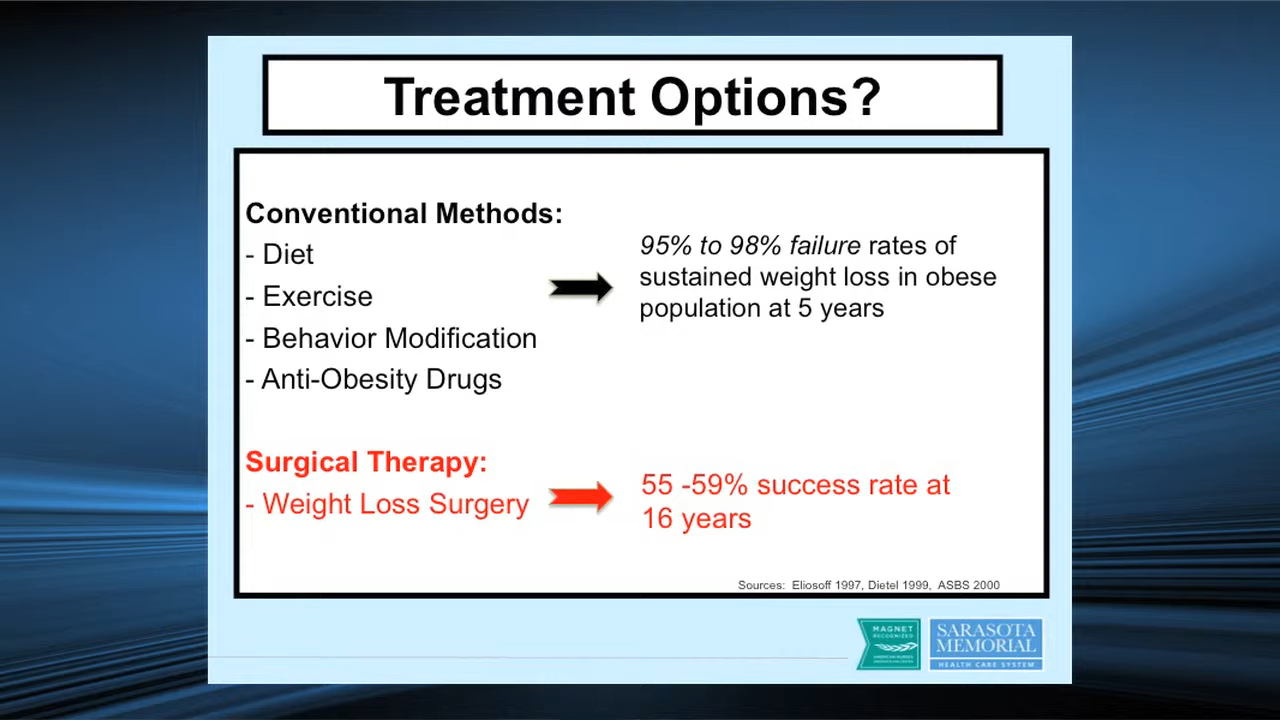 Treatment Options?
Conventional Methods:
- Diet
- Exercise
- Behavior Modification
- Anti-Obesity Drugs
95% to 98% failure rates of
sustained weight loss in obese
population at 5 years
Surgical Therapy:
- Weight Loss Surgery
55 -59% success rate at
16 years
Sources: Eliosoff 1997, Dietel 1999, ASBS 2000
MAGNET
RECOGNIZED
SARASOTA
MEMORIAL
HEALTH CARE SYSTEM